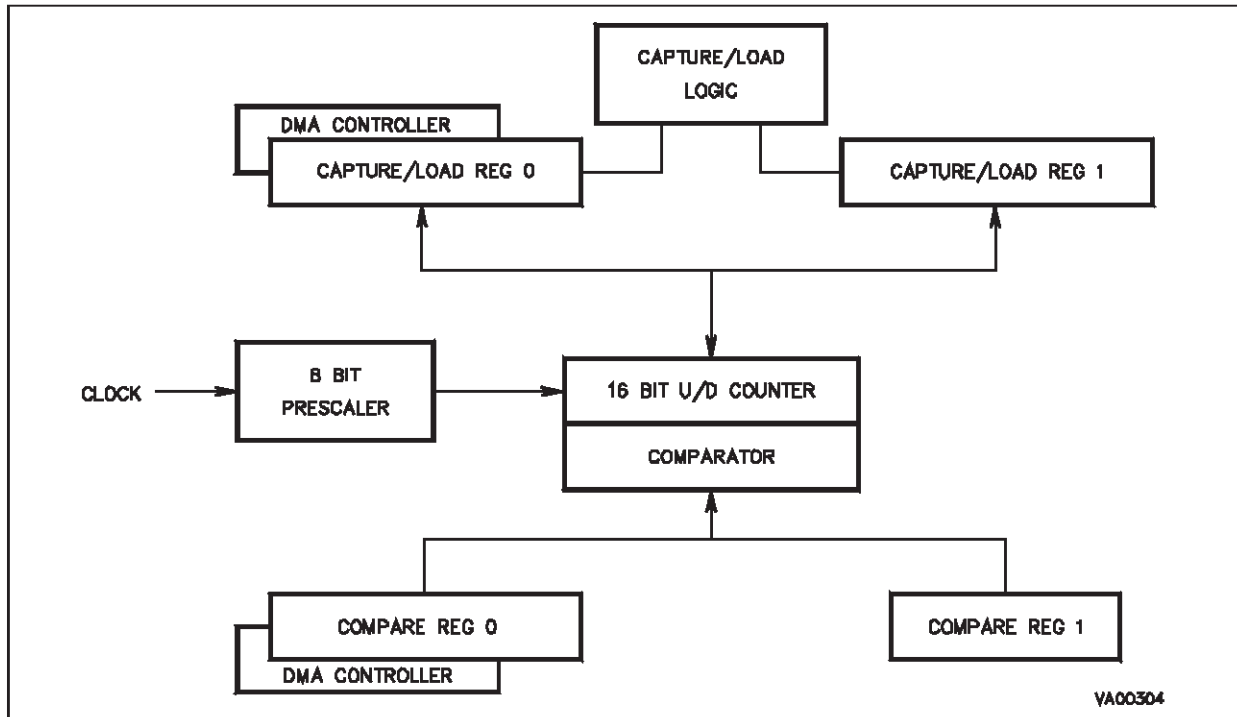 CAPTURE/LOAD
LOGIC
DMA CONTROLLER
CAPTURE/LOAD REG 0
CAPTURE/LOAD REG 1
CLOCK
8 BIT
PRESCALER
16 BIT U/D COUNTER
COMPARATOR
COMPARE REG 0
COMPARE REG 1
DMA CONTROLLER
VA00304